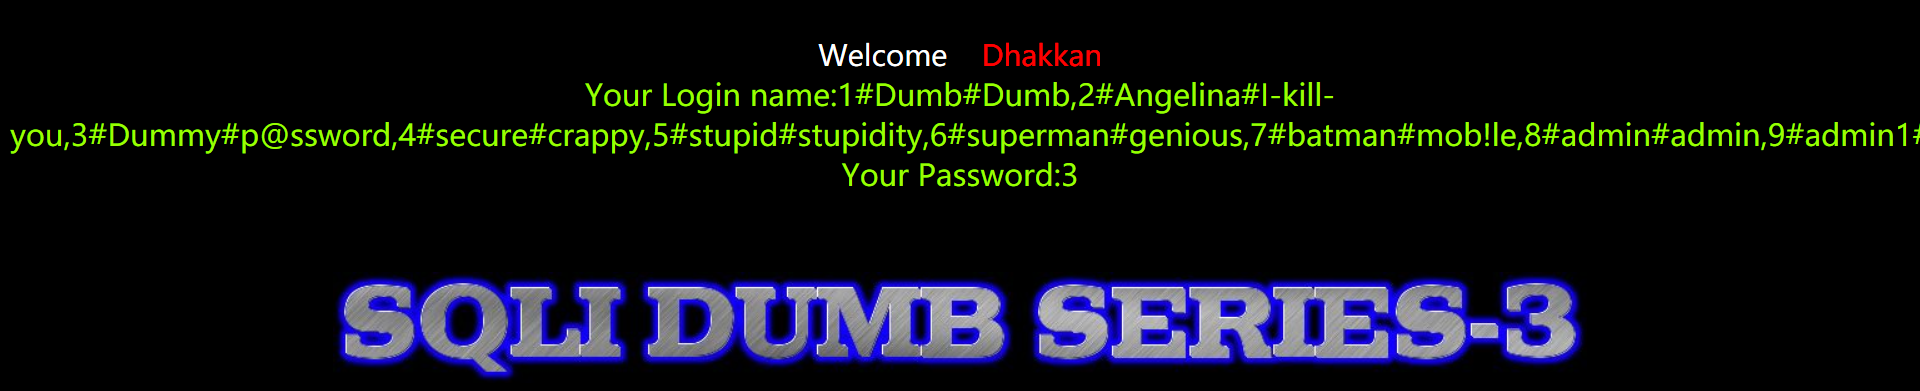 Welcome Dhakkan
Your Login name:1#Dumb#Dumb,2#Angelina#I-kill-
you,3#Dummy#p@ssword,4#secure#crappy,5#stupid#stupidity,6#superman#genious,7#batman#mob!le,8#admin#admin,9#admin1#
Your Password:3
SQLI DUMB SERIES-3